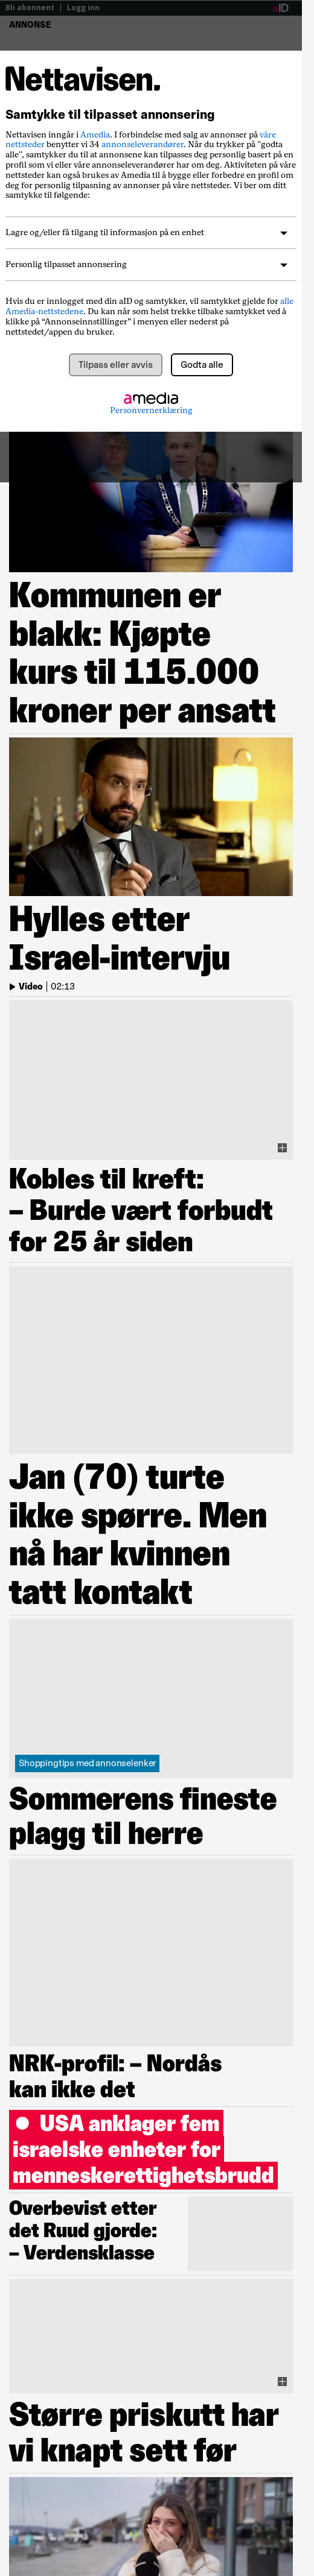 Bli abonnent | Logg inn
aID
ANNONSE
Nettavisen.
Samtykke til tilpasset annonsering
Nettavisen inngår i Amedia. I forbindelse med salg av annonser på våre
nettsteder benytter vi 34 annonseleverandører. Når du trykker på "godta
alle", samtykker du til at annonsene kan tilpasses deg personlig basert på en
profil som vi eller våre annonseleverandører har om deg. Aktiviteten på våre
nettsteder kan også brukes av Amedia til å bygge eller forbedre en profil om
deg for personlig tilpasning av annonser på våre nettsteder. Vi ber om ditt
samtykke til følgende:
Lagre og/eller få tilgang til informasjon på en enhet
Personlig tilpasset annonsering
Hvis du er innlogget med din aID og samtykker, vil samtykket gjelde for alle
Amedia-nettstedene. Du kan når som helst trekke tilbake samtykket ved å
klikke på “Annonseinnstillinger” i menyen eller nederst på
nettstedet/appen du bruker.
Tilpass eller avvis
Godta alle
amedia
Personvernerklæring
Kommunen er
blakk: Kjøpte
kurs til 115.000
kroner per ansatt
Hylles etter
Israel-intervju
Video | 02:13
Kobles til kreft:
– Burde vært forbudt
for 25 år siden
Jan (70) turte
ikke spørre. Men
nå har kvinnen
tatt kontakt
Shoppingtips med annonselenker
Sommerens fineste
plagg til herre
NRK-profil: – Nordås
kan ikke det
USA anklager fem
israelske enheter for
menneskerettighetsbrudd
Overbevist etter
det Ruud gjorde:
– Verdensklasse
Større priskutt har
vi knapt sett før